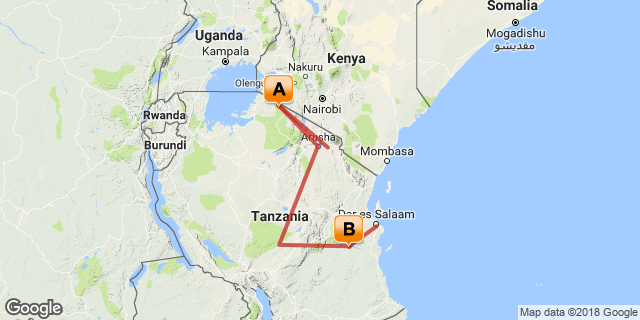 Somalia
Uganda
Mogadishu
مقديشو
Kampala
Kenya
Nakuru
A
Nairobi
Rwanda
Burundi
Arusha
Mombasa
Tanzania
Dar es Salaam
B
Google
Map data ©2018 Google